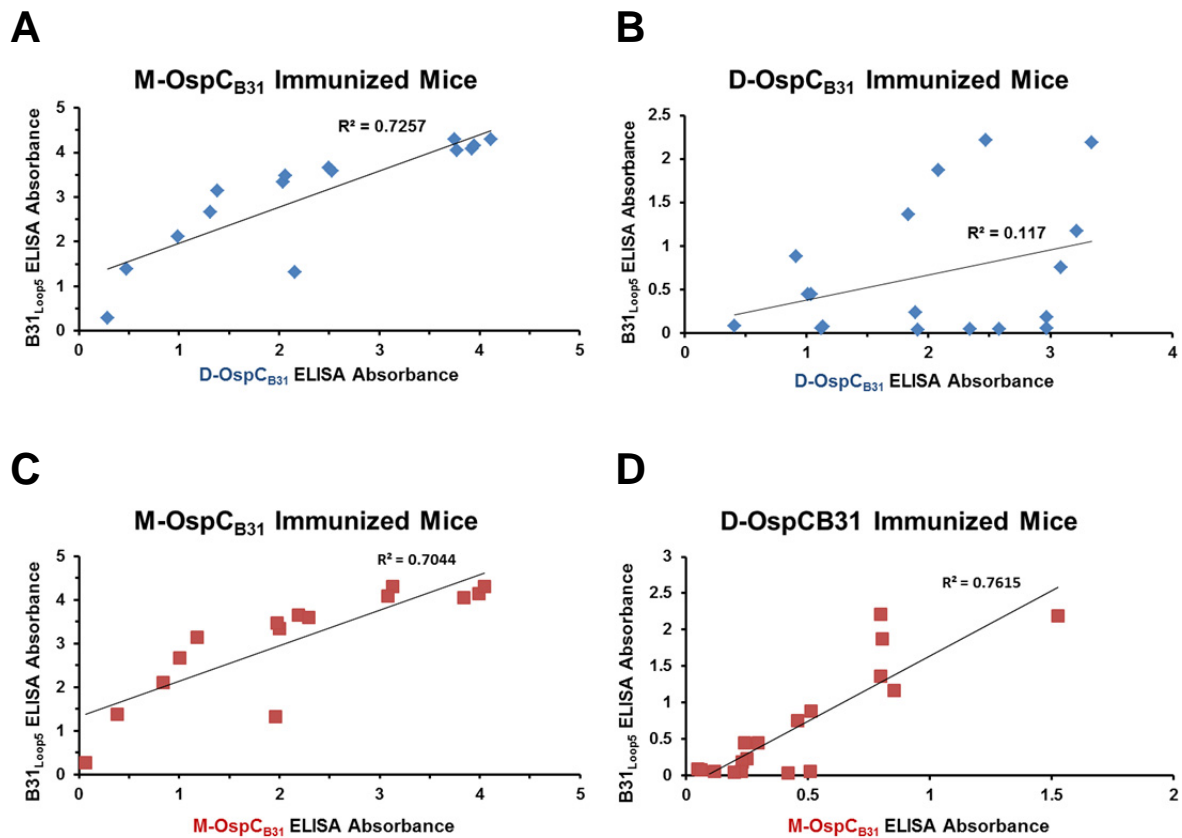 A
M-OspCB31 Immunized Mice
R² = 0.7257
B31Loop5 ELISA Absorbance
5
4
3
2
1
0
0 1 2 3 4 5
D-OspCB31 ELISA Absorbance
B
D-OspCB31 Immunized Mice
R² = 0.117
B31Loop5 ELISA Absorbance
2.5
2
1.5
1
0.5
0
0 1 2 3 4
D-OspCB31 ELISA Absorbance
C
M-OspCB31 Immunized Mice
R² = 0.7044
B31Loop5 ELISA Absorbance
5
4
3
2
1
0
0 1 2 3 4 5
M-OspCB31 ELISA Absorbance
D
D-OspCB31 Immunized Mice
R² = 0.7615
B31Loop5 ELISA Absorbance
3
2.5
2
1.5
1
0.5
0
0 0.5 1 1.5 2
M-OspCB31 ELISA Absorbance